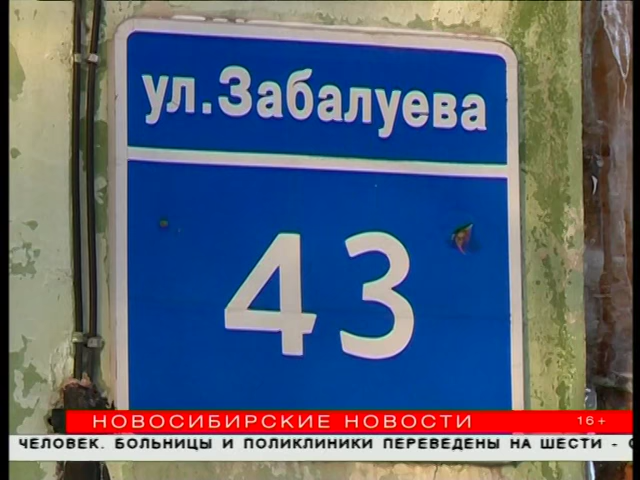 ул.Забалуева
43
НОВОСИБИРСКИЕ НОВОСТИ 16+
ЧЕЛОВЕК. БОЛЬНИЦЫ И ПОЛИКЛИНИКИ ПЕРЕВЕДЕНЫ НА ШЕСТИ -